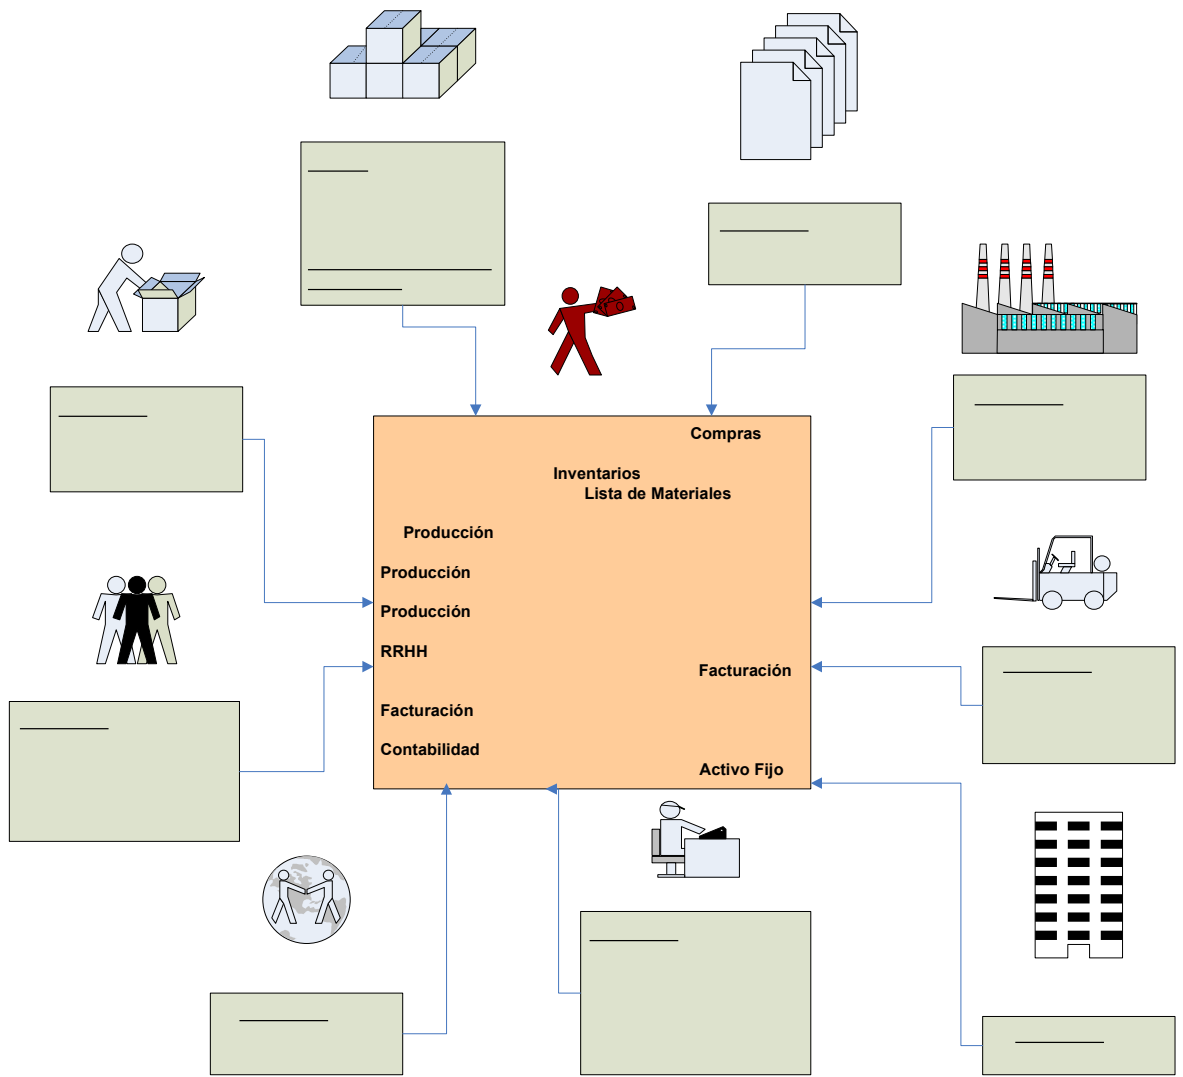 Compras
Inventarios
Lista de Materiales
Producción
Producción
Producción
RRHH
Facturación
Facturación
Contabilidad
Activo Fijo